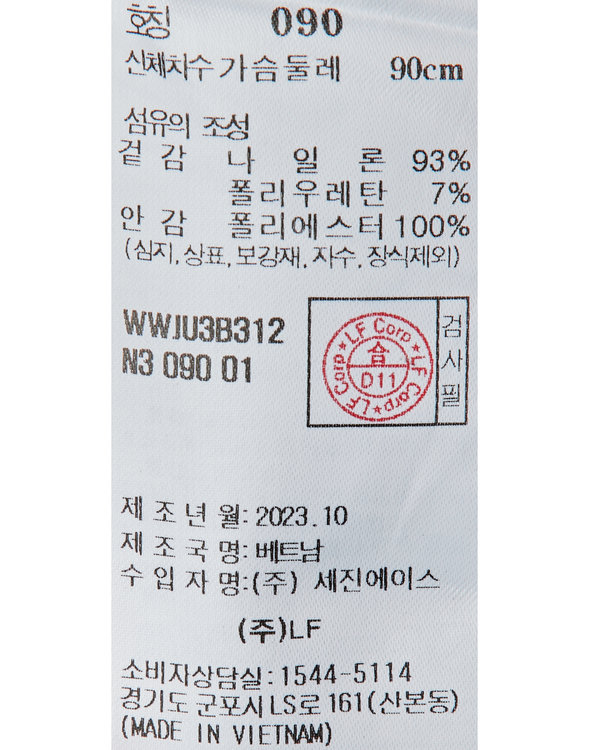 호칭 090
신체치수 가슴둘레 90cm
섬유의 조성
겉감 나일론 93%
폴리우레탄 7%
안감 폴리에스터 100%
(심지, 상표, 보강재, 자수, 장식제외)
WWJU3B312
N3 090 01
LF Corp ★ LF Corp ★ LF Corp ★
合
D11
검사필
제조년월: 2023.10
제조국명: 베트남
수입자명: (주) 세진에이스
(주)LF
소비자상담실: 1544-5114
경기도 군포시 LS로 161(산본동)
(MADE IN VIETNAM)